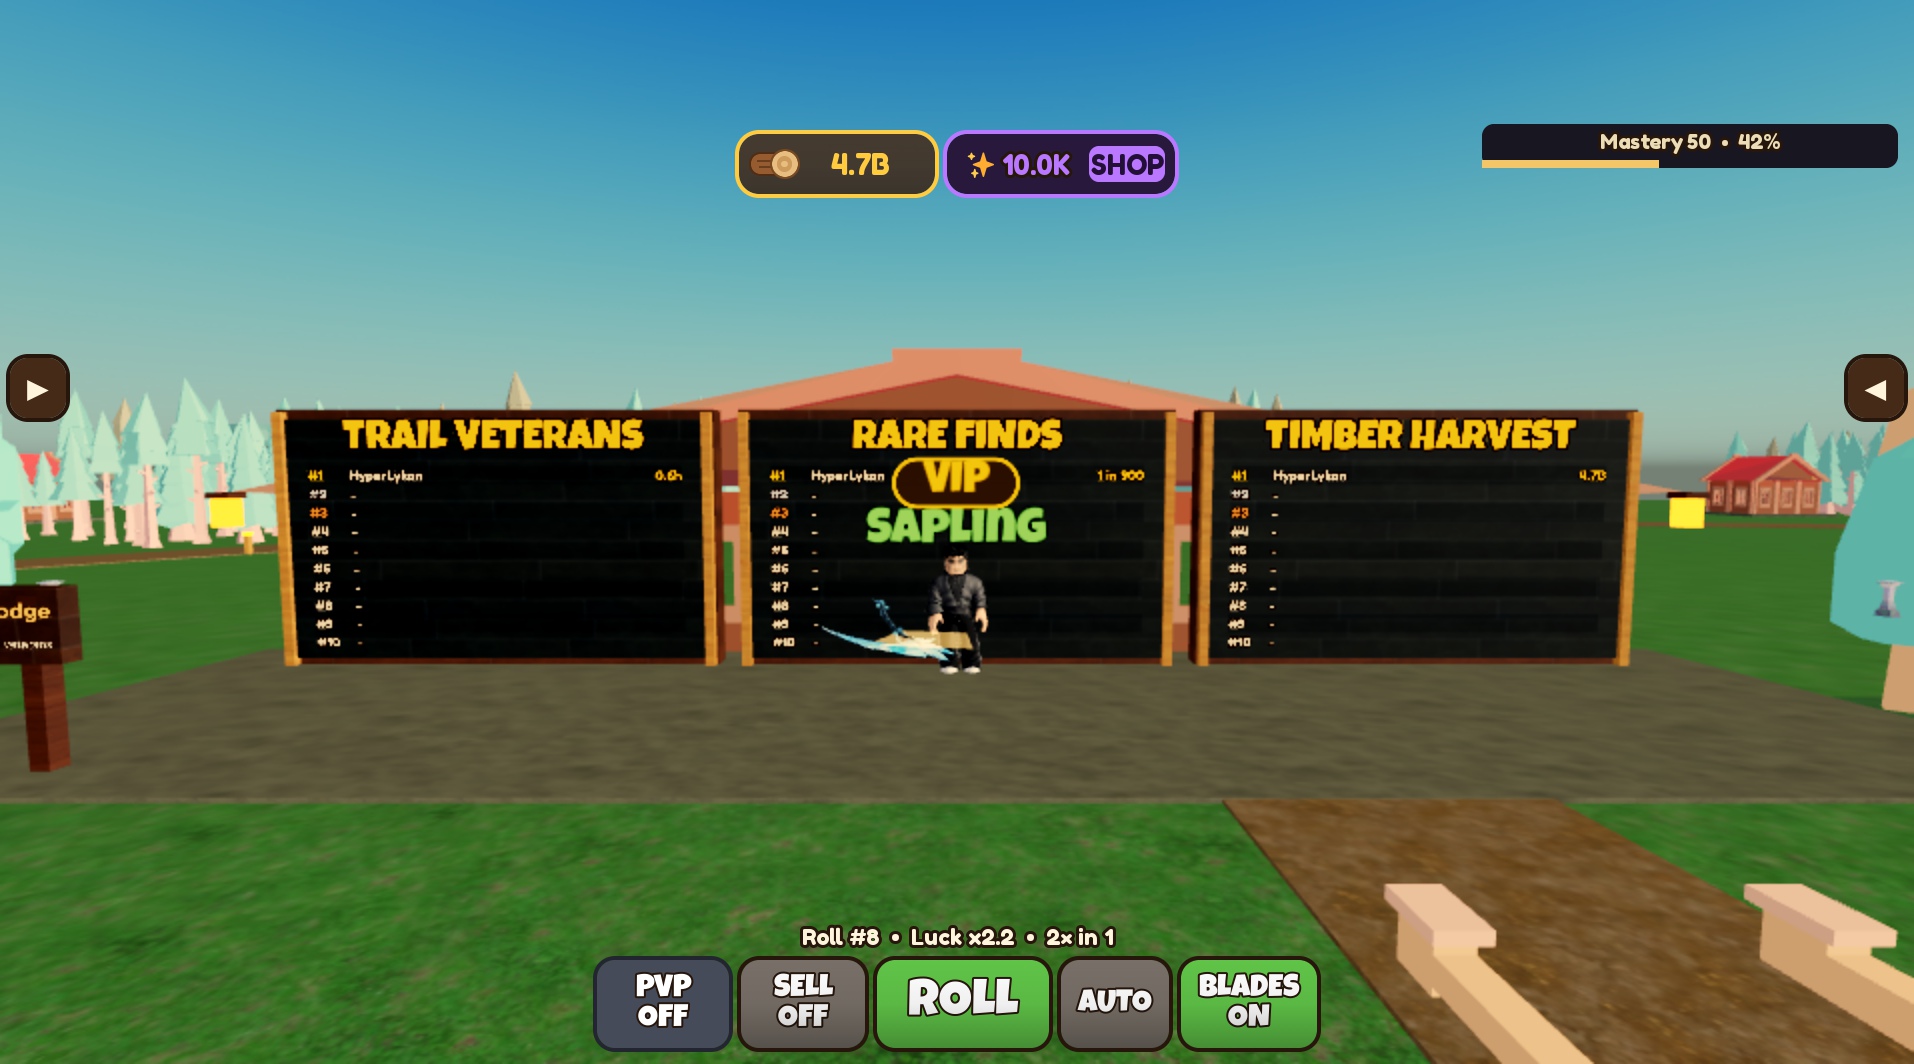 4.7B
10.0K
SHOP
Mastery 50 • 42%
TRAIL VETERANS
#1 HyperLykan 0.6h
#2 -
#3 -
#4 -
#5 -
#6 -
#7 -
#8 -
#9 -
#10 -
RARE FINDS
#1 HyperLykan 1 in 900
#2
#3 -
#4 -
#5 -
#6 -
#7 -
#8 -
#9 -
#10 -
VIP
SAPLING
TIMBER HARVEST
#1 HyperLykan 4.7B
#2 -
#3 -
#4 -
#5 -
#6 -
#7 -
#8 -
#9 -
#10 -
odge
Roll #8 • Luck x2.2 • 2x in 1
PVP
OFF
SELL
OFF
ROLL
AUTO
BLADES
ON